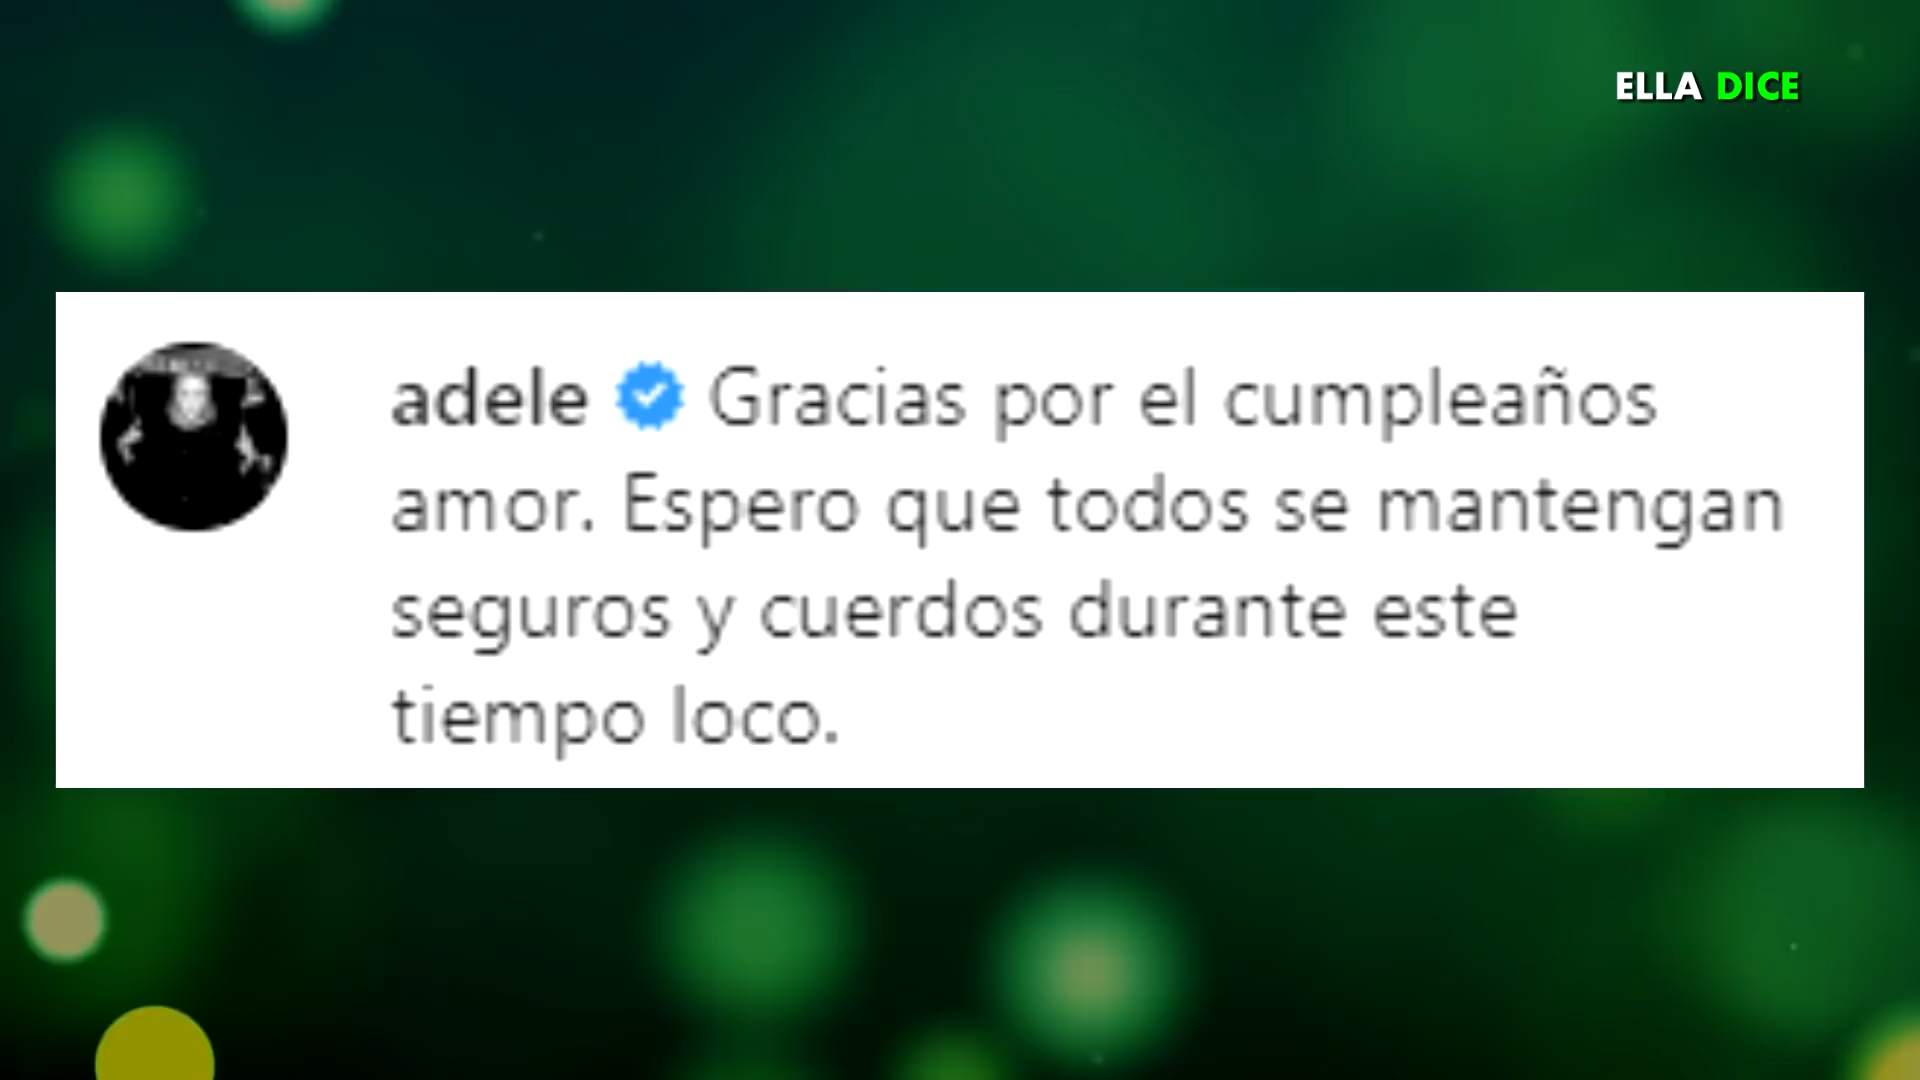 ELLA DICE
adele Gracias por el cumpleaños
amor. Espero que todos se mantengan
seguros y cuerdos durante este
tiempo loco.